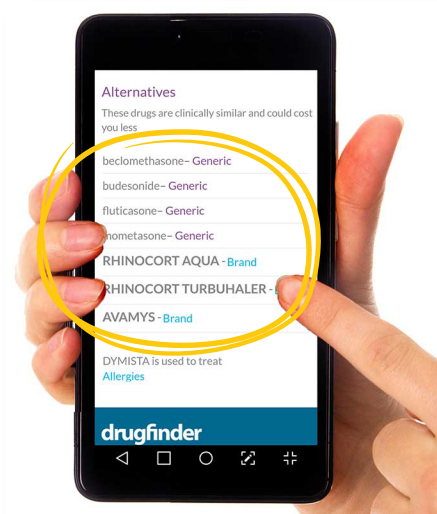 Alternatives
These drugs are clinically similar and could cost
you less
beclomethasone– Generic
budesonide– Generic
fluticasone– Generic
mometasone– Generic
RHINOCORT AQUA - Brand
RHINOCORT TURBUHALER -
AVAMYS - Brand
DYMISTA is used to treat
Allergies
drugfinder